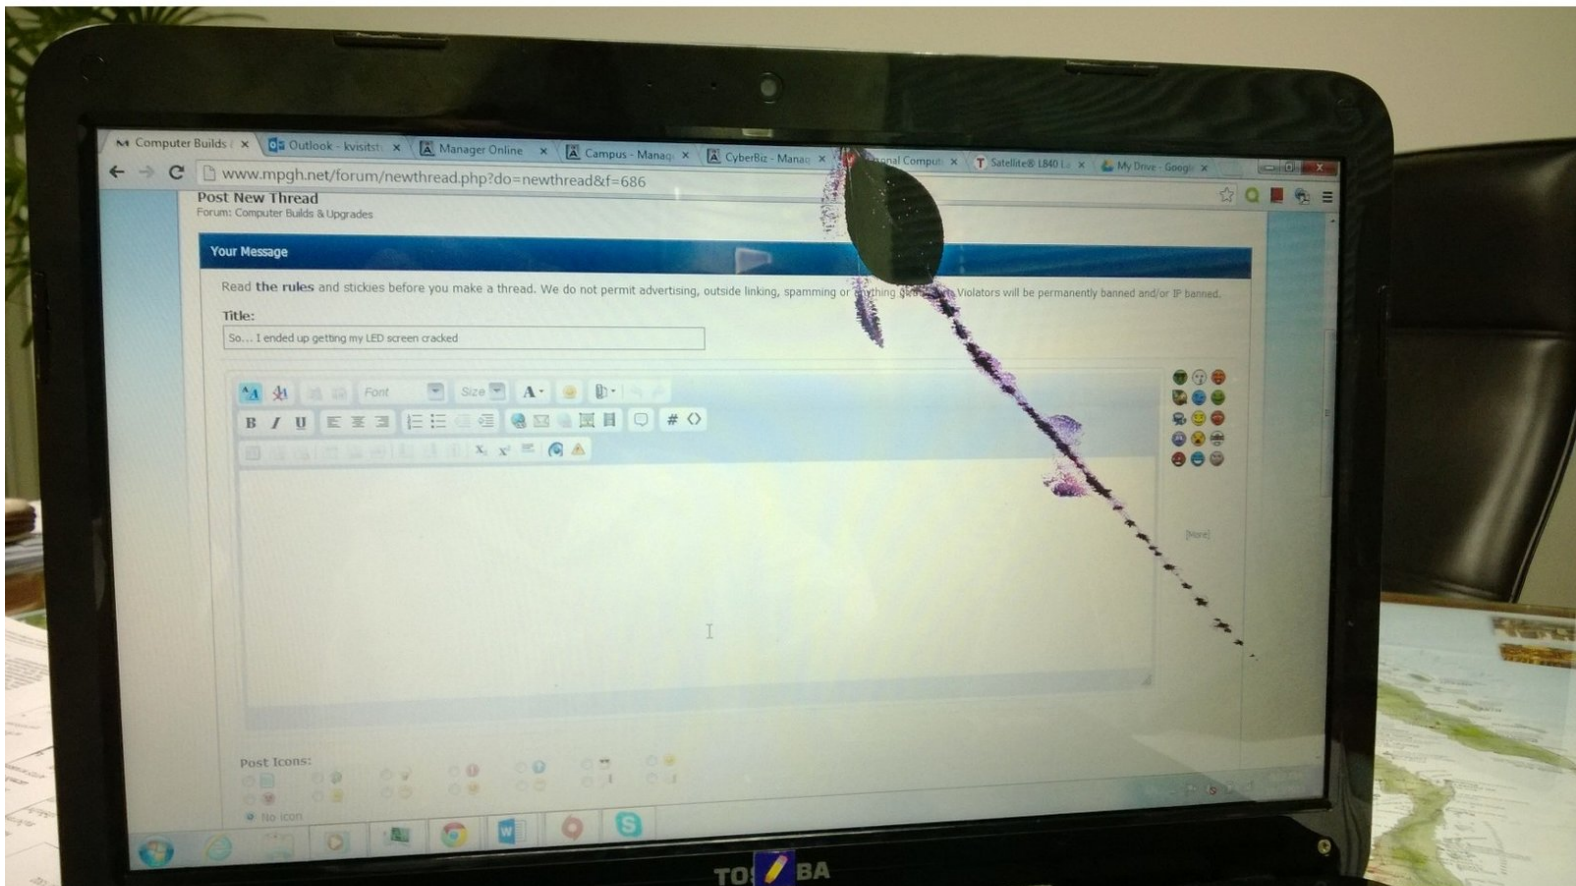 Computer Builds
Outlook - kvisitst
Manager Online
Campus - Manag
CyberBiz - Manag
onal Comput
Satellite® L840 L
My Drive - Googl
www.mpgh.net/forum/newthread.php?do=newthread&f=686
Post New Thread
Forum: Computer Builds & Upgrades
Your Message
Read the rules and stickies before you make a thread. We do not permit advertising, outside linking, spamming or anything Violators will be permanently banned and/or IP banned.
Title:
So... I ended up getting my LED screen cracked
Font
Size
A
B I U
#
[More]
Post Icons:
No icon
TOS BA